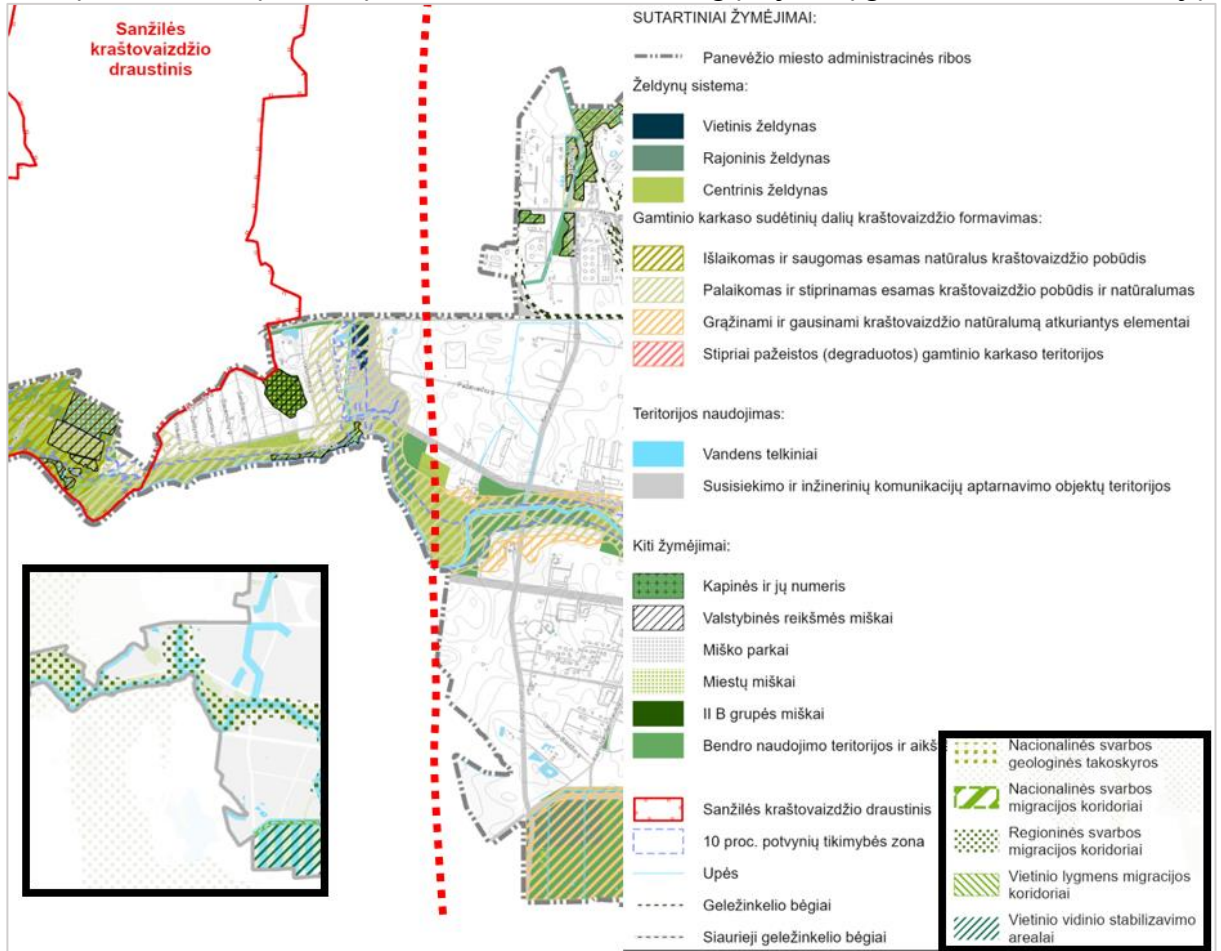 Sanžilės
kraštovaizdžio
draustinis
SUTARTINIAI ŽYMĖJIMAI:
Panevėžio miesto administracinės ribos
Želdynų sistema:
Vietinis želdynas
Rajoninis želdynas
Centrinis želdynas
Gamtinio karkaso sudėtinių dalių kraštovaizdžio formavimas:
Išlaikomas ir saugomas esamas natūralus kraštovaizdžio pobūdis
Palaikomas ir stiprinamas esamas kraštovaizdžio pobūdis ir natūralumas
Grąžinami ir gausinami kraštovaizdžio natūralumą atkuriantys elementai
Stipriai pažeistos (degraduotos) gamtinio karkaso teritorijos
Teritorijos naudojimas:
Vandens telkiniai
Susisiekimo ir inžinerinių komunikacijų aptarnavimo objektų teritorijos
Kiti žymėjimai:
Kapinės ir jų numeris
Valstybinės reikšmės miškai
Miško parkai
Miestų miškai
II B grupės miškai
Bendro naudojimo teritorijos ir aikš
Sanžilės kraštovaizdžio draustinis
10 proc. potvynių tikimybės zona
Upės
Geležinkelio bėgiai
Siaurieji geležinkelio bėgiai
Nacionalinės svarbos
geologinės takoskyros
Nacionalinės svarbos
migracijos koridoriai
Regioninės svarbos
migracijos koridoriai
Vietinio lygmens migracijos
koridoriai
Vietinio vidinio stabilizavimo
arealai